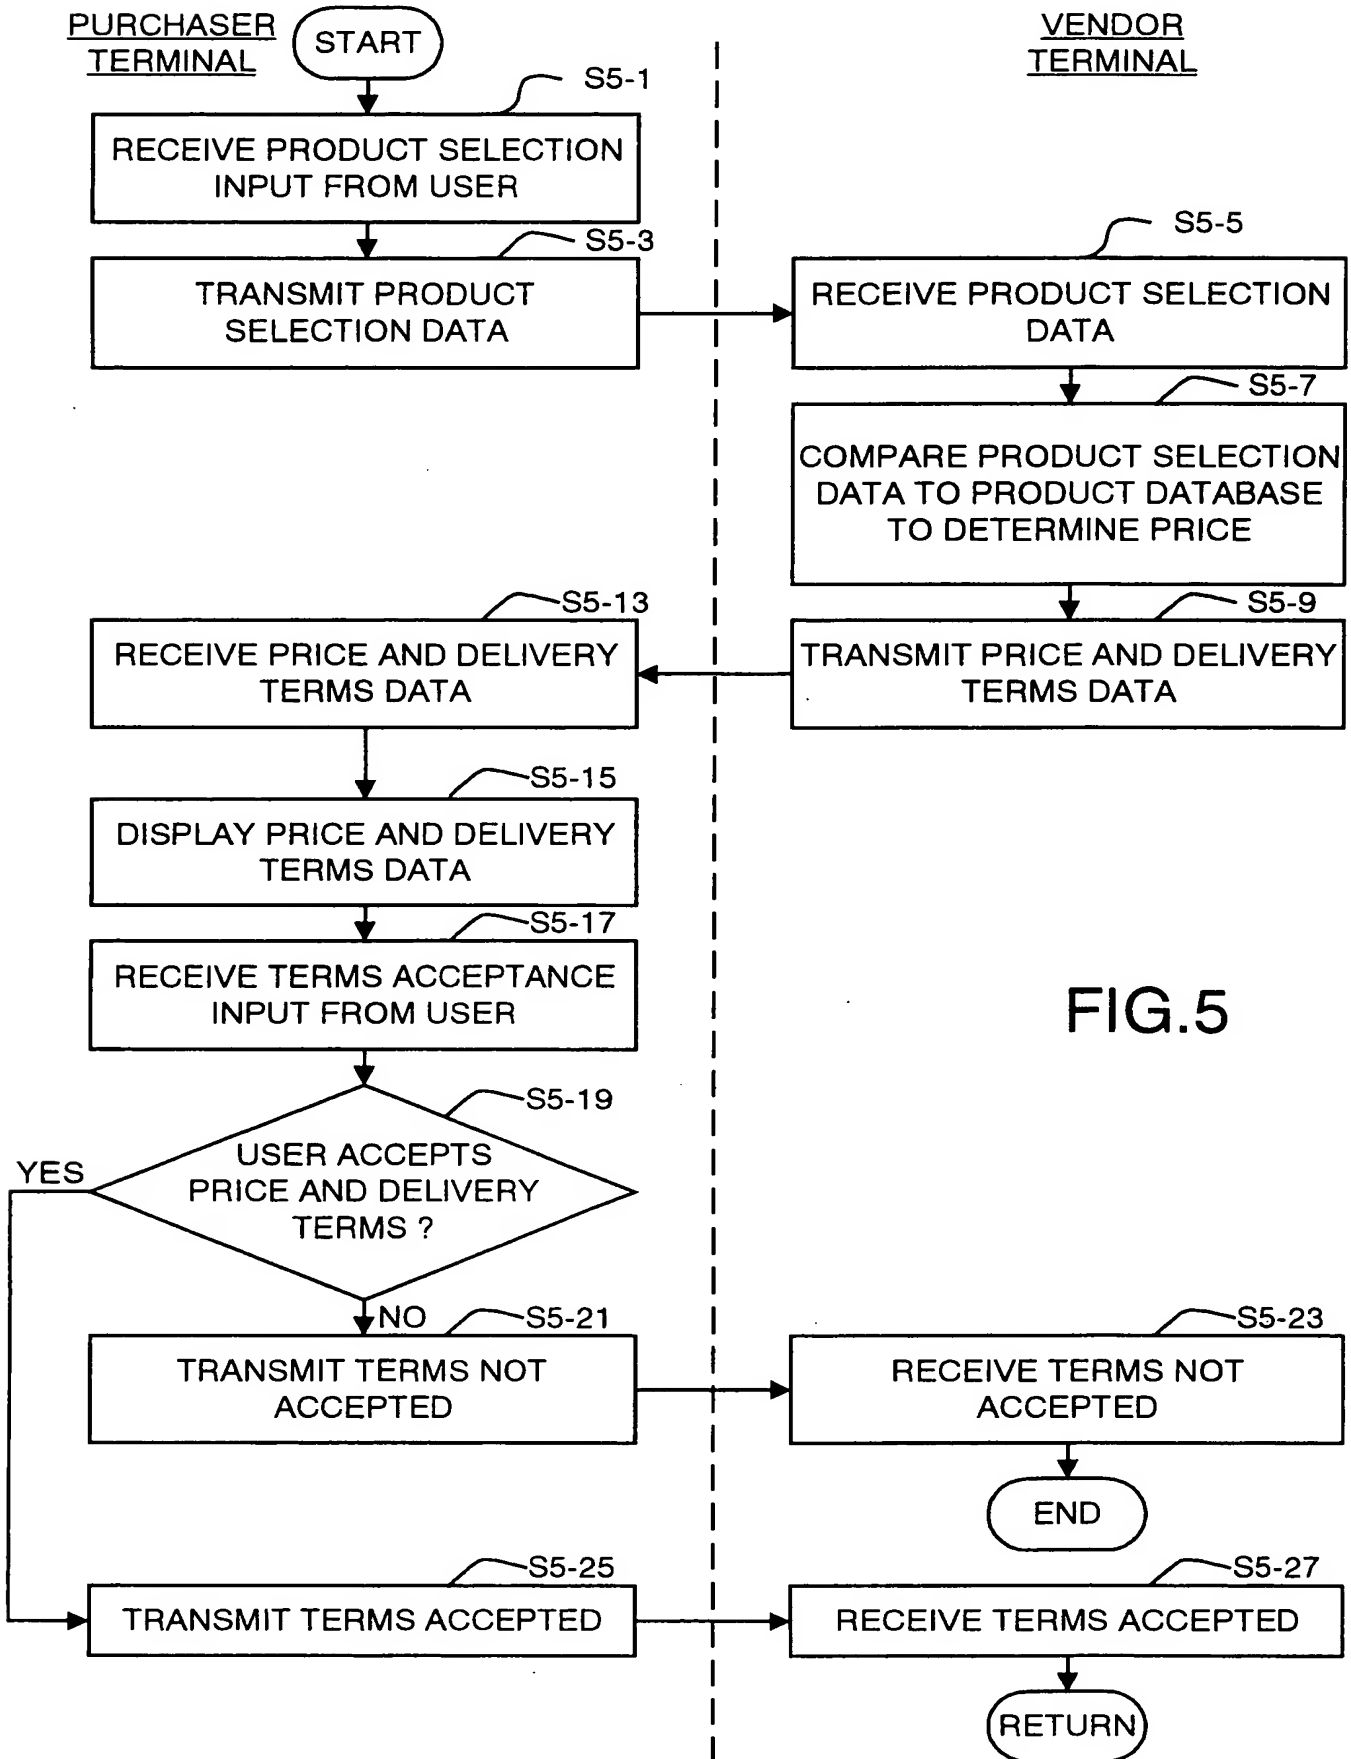 PURCHASER
TERMINAL
START
VENDOR
TERMINAL
S5-1
RECEIVE PRODUCT SELECTION
INPUT FROM USER
S5-3
TRANSMIT PRODUCT
SELECTION DATA
S5-5
RECEIVE PRODUCT SELECTION
DATA
S5-7
COMPARE PRODUCT SELECTION
DATA TO PRODUCT DATABASE
TO DETERMINE PRICE
S5-9
TRANSMIT PRICE AND DELIVERY
TERMS DATA
S5-13
RECEIVE PRICE AND DELIVERY
TERMS DATA
S5-15
DISPLAY PRICE AND DELIVERY
TERMS DATA
S5-17
RECEIVE TERMS ACCEPTANCE
INPUT FROM USER
FIG.5
S5-19
USER ACCEPTS
PRICE AND DELIVERY
TERMS ?
YES
NO
S5-21
TRANSMIT TERMS NOT
ACCEPTED
S5-23
RECEIVE TERMS NOT
ACCEPTED
END
S5-25
TRANSMIT TERMS ACCEPTED
S5-27
RECEIVE TERMS ACCEPTED
RETURN